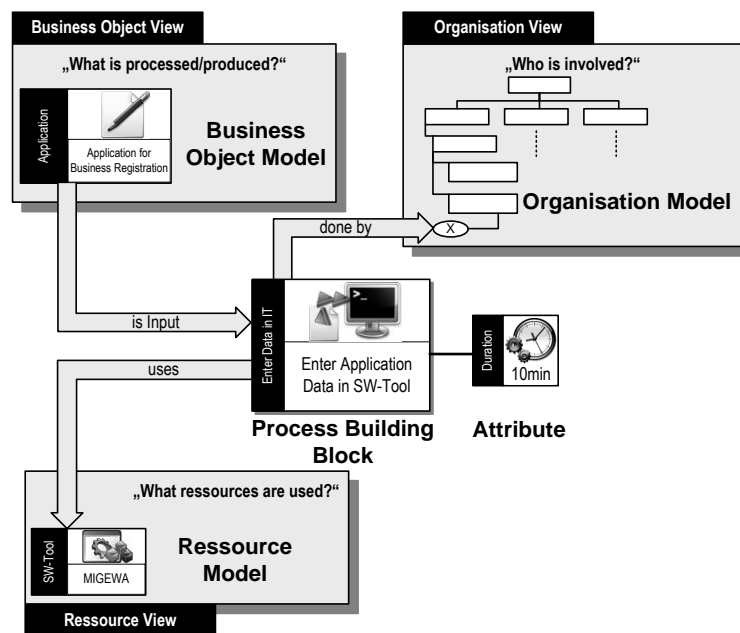 Business Object View
„What is processed/produced?“
Application
Application for
Business Registration
Business
Object Model
Organisation View
„Who is involved?“
Organisation Model
X
done by
is Input
uses
Enter Data in IT
>_
Enter Application
Data in SW-Tool
Process Building
Block
Duration
10min
Attribute
„What ressources are used?“
SW-Tool
MIGEWA
Ressource
Model
Ressource View